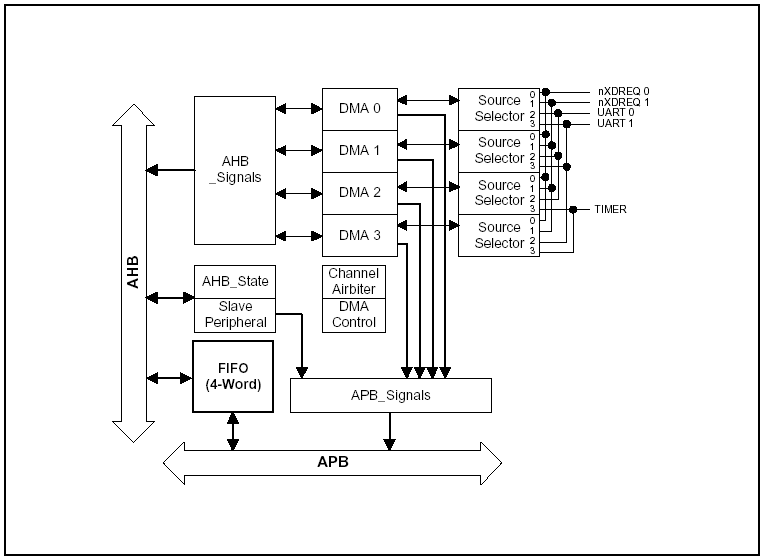 AHB
AHB
_Signals
DMA 0
DMA 1
DMA 2
DMA 3
Source
Selector
0
1
2
3
Source
Selector
0
1
2
3
Source
Selector
0
1
2
3
Source
Selector
0
1
2
3
nXDREQ 0
nXDREQ 1
UART 0
UART 1
TIMER
AHB_State
Slave
Peripheral
Channel
Airbiter
DMA
Control
FIFO
(4-Word)
APB_Signals
APB